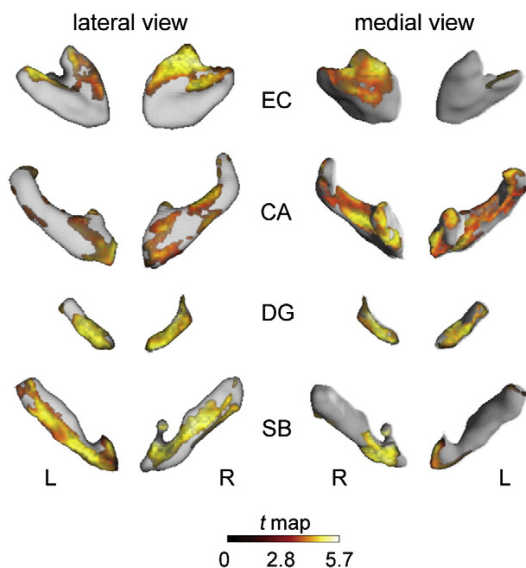 lateral view medial view
EC
CA
DG
SB
L R R L
t map
0 2.8 5.7